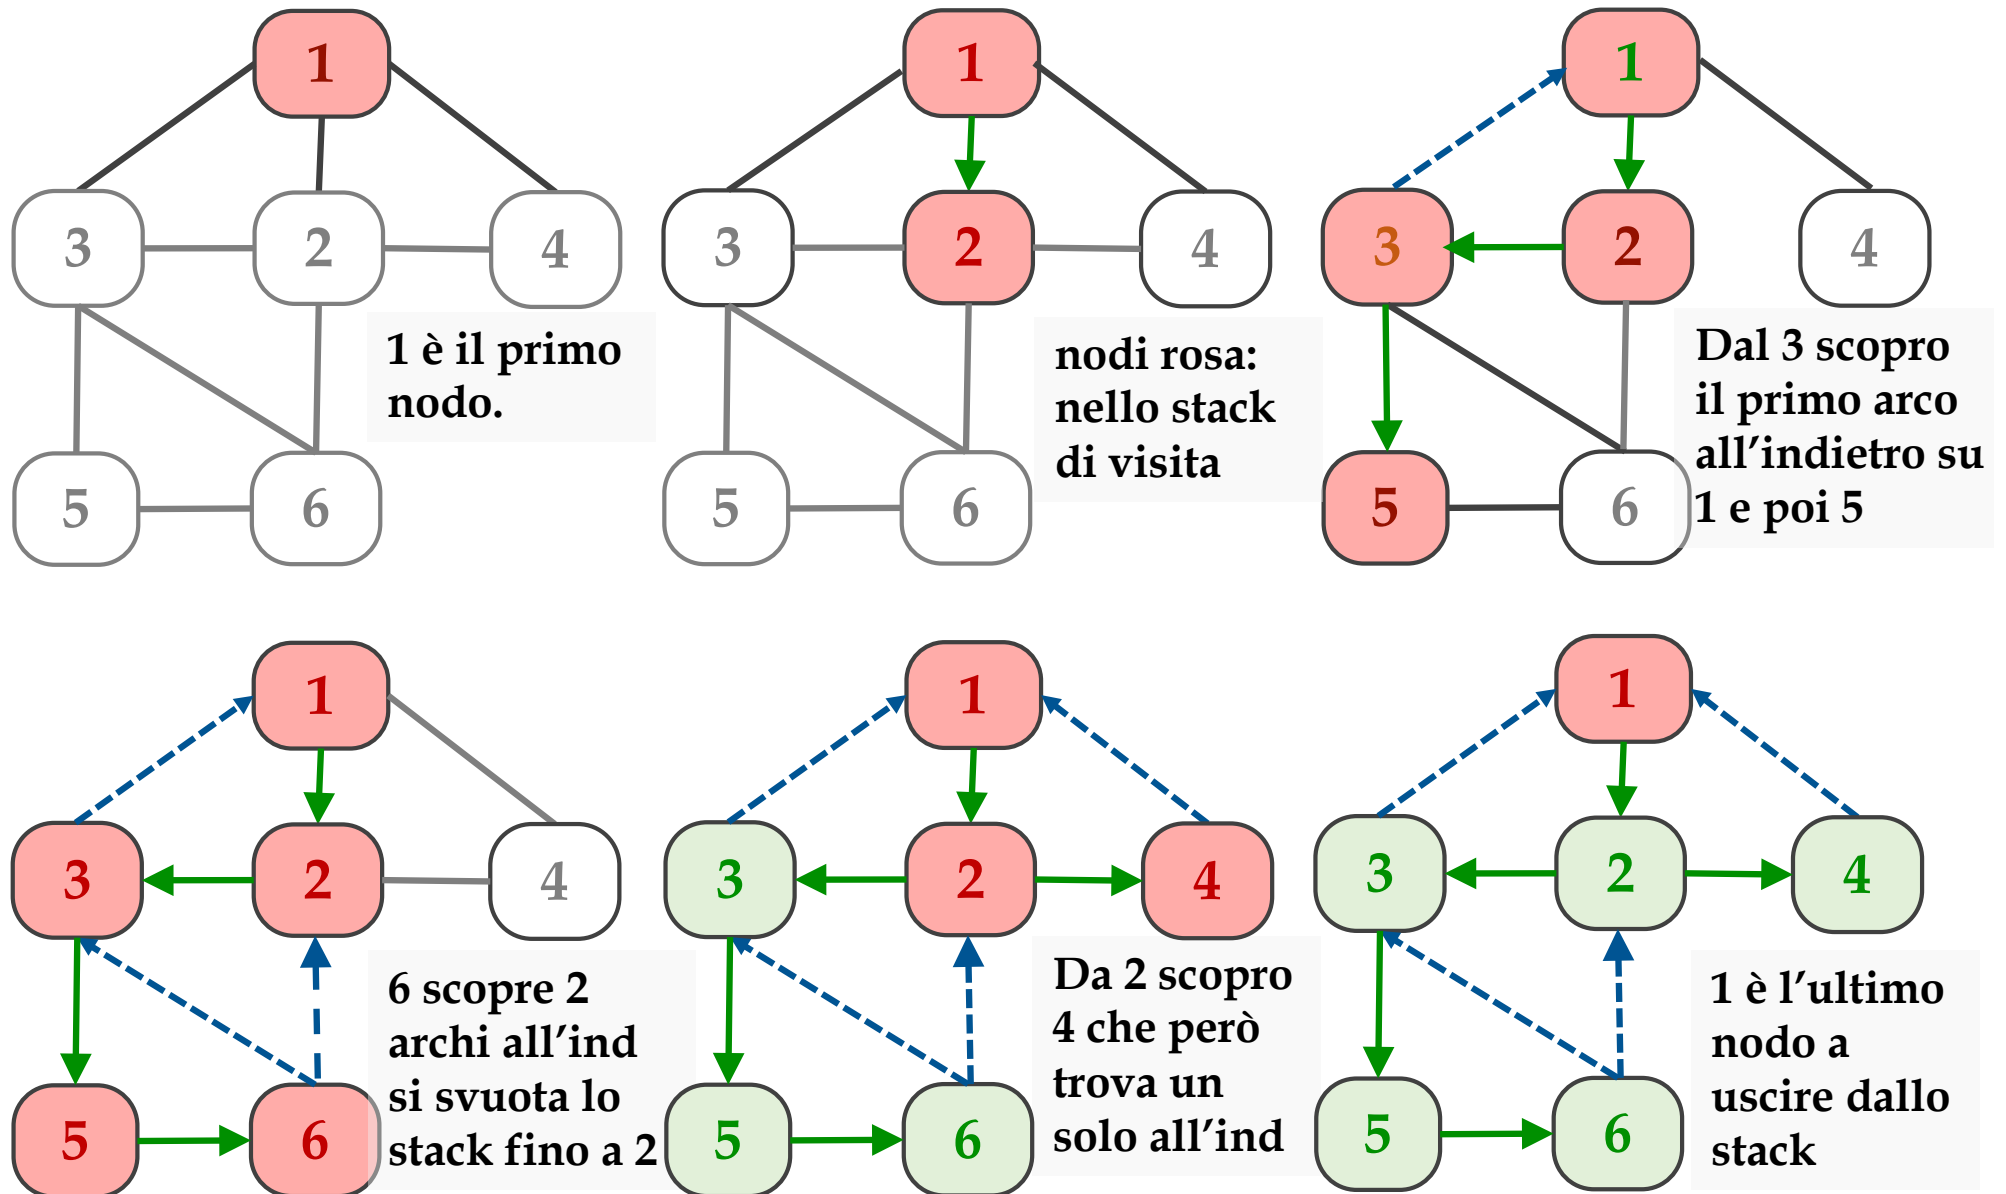 1
3 2 4
1 è il primo
nodo.
5 6
1
3 2 4
nodi rosa:
nello stack
di visita
5 6
1
3 2 4
Dal 3 scopro
il primo arco
all’indietro su
1 e poi 5
5 6
1
3 2 4
6 scopre 2
archi all’ind
si svuota lo
stack fino a 2
5 6
1
3 2 4
Da 2 scopro
4 che però
trova un
solo all’ind
5 6
1
3 2 4
1 è l’ultimo
nodo a
uscire dallo
stack
5 6